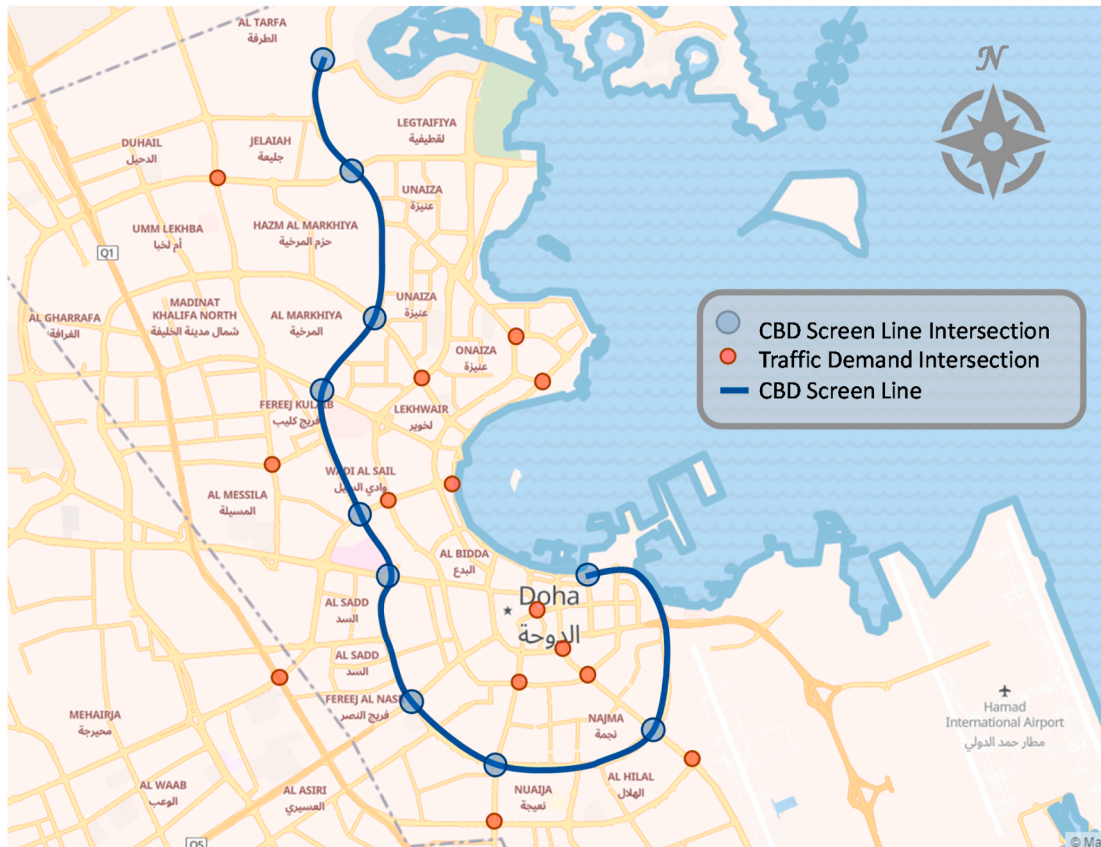 AL TARFA
الطرفة
N
LEGTAIFIYA
لقطيفية
DUHAIL
الدحيل
JELAIAH
جليعة
UNAIZA
عنيزة
UMM LEKHBA
أم لخبا
HAZM AL MARKHIYA
حزم المرخية
Q1
MADINAT
KHALIFA NORTH
شمال مدينة الخليفة
AL GHARRAFA
الغرافة
AL MARKHIYA
المرخية
UNAIZA
عنيزة
ONAIZA
عنيزة
CBD Screen Line Intersection
Traffic Demand Intersection
CBD Screen Line
FEREEJ KULAIB
فريج كليب
LEKHWAIR
لخوير
WADI AL SAIL
وادي السيل
AL MESSILA
المسيلة
AL BIDDA
البدع
Doha
الدوحة
AL SADD
السد
AL SADD
السد
FEREEJ AL NASR
فريج النصر
MEHAIRJA
محيرجة
NAJMA
نجمة
Hamad
International Airport
مطار حمد الدولي
AL WAAB
الوعب
AL ASIRI
العسيري
NUAIJA
نعيجة
AL HILAL
الهلال
Q5
© Ma